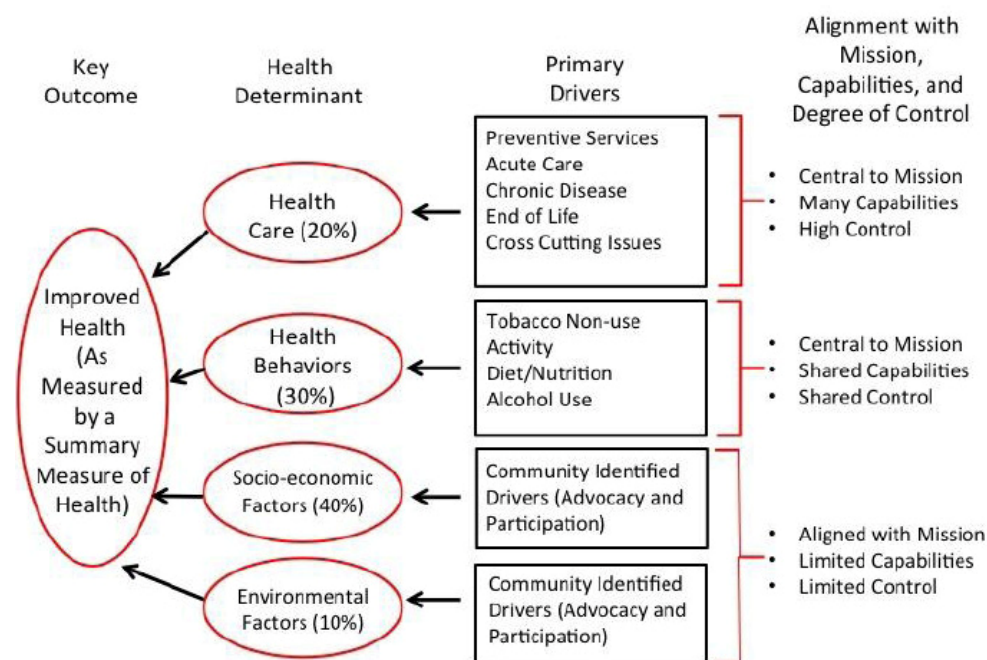 Key
Outcome
Health
Determinant
Primary
Drivers
Alignment with
Mission,
Capabilities, and
Degree of Control
Improved
Health
(As
Measured
by a
Summary
Measure of
Health)
Health
Care (20%)
Preventive Services
Acute Care
Chronic Disease
End of Life
Cross Cutting Issues
• Central to Mission
• Many Capabilities
• High Control
Health
Behaviors
(30%)
Tobacco Non-use
Activity
Diet/Nutrition
Alcohol Use
• Central to Mission
• Shared Capabilities
• Shared Control
Socio-economic
Factors (40%)
Community Identified
Drivers (Advocacy and
Participation)
Environmental
Factors (10%)
Community Identified
Drivers (Advocacy and
Participation)
• Aligned with Mission
• Limited Capabilities
• Limited Control